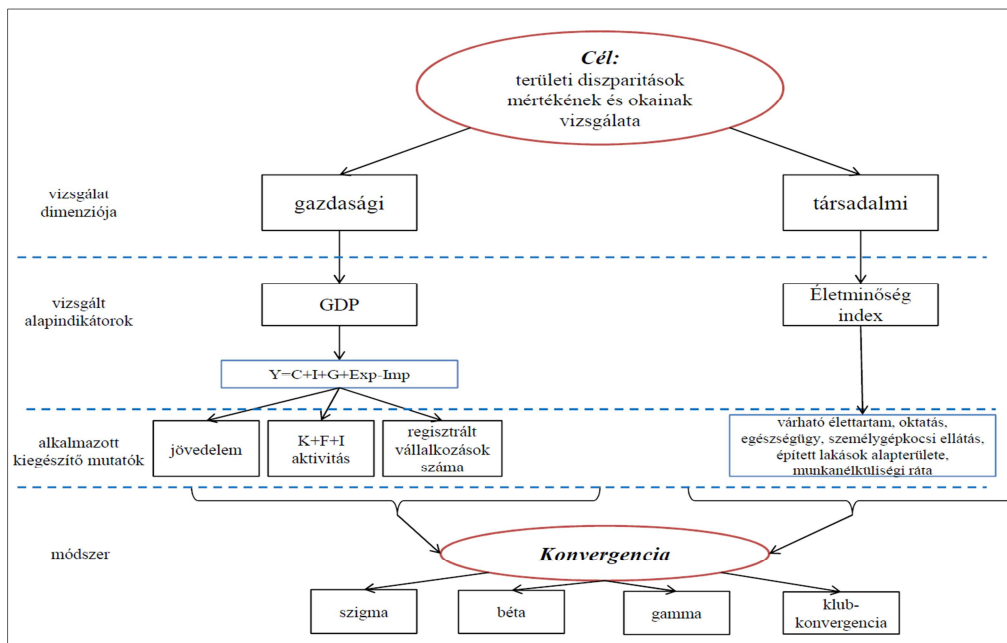 Cél:
területi diszparitások
mértékének és okainak
vizsgálata
vizsgálat
dimenziója
gazdasági
társadalmi
vizsgált
alapindikátorok
GDP
Életminőség
index
Y=C+I+G+Exp-Imp
alkalmazott
kiegészítő mutatók
jövedelem
K+F+I
aktivitás
regisztrált
vállalkozások
száma
várható élettartam, oktatás,
egészségügy, személygépkocsi ellátás,
épített lakások alapterülete,
munkanélküliségi ráta
módszer
Konvergencia
szigma
béta
gamma
klub-
konvergencia